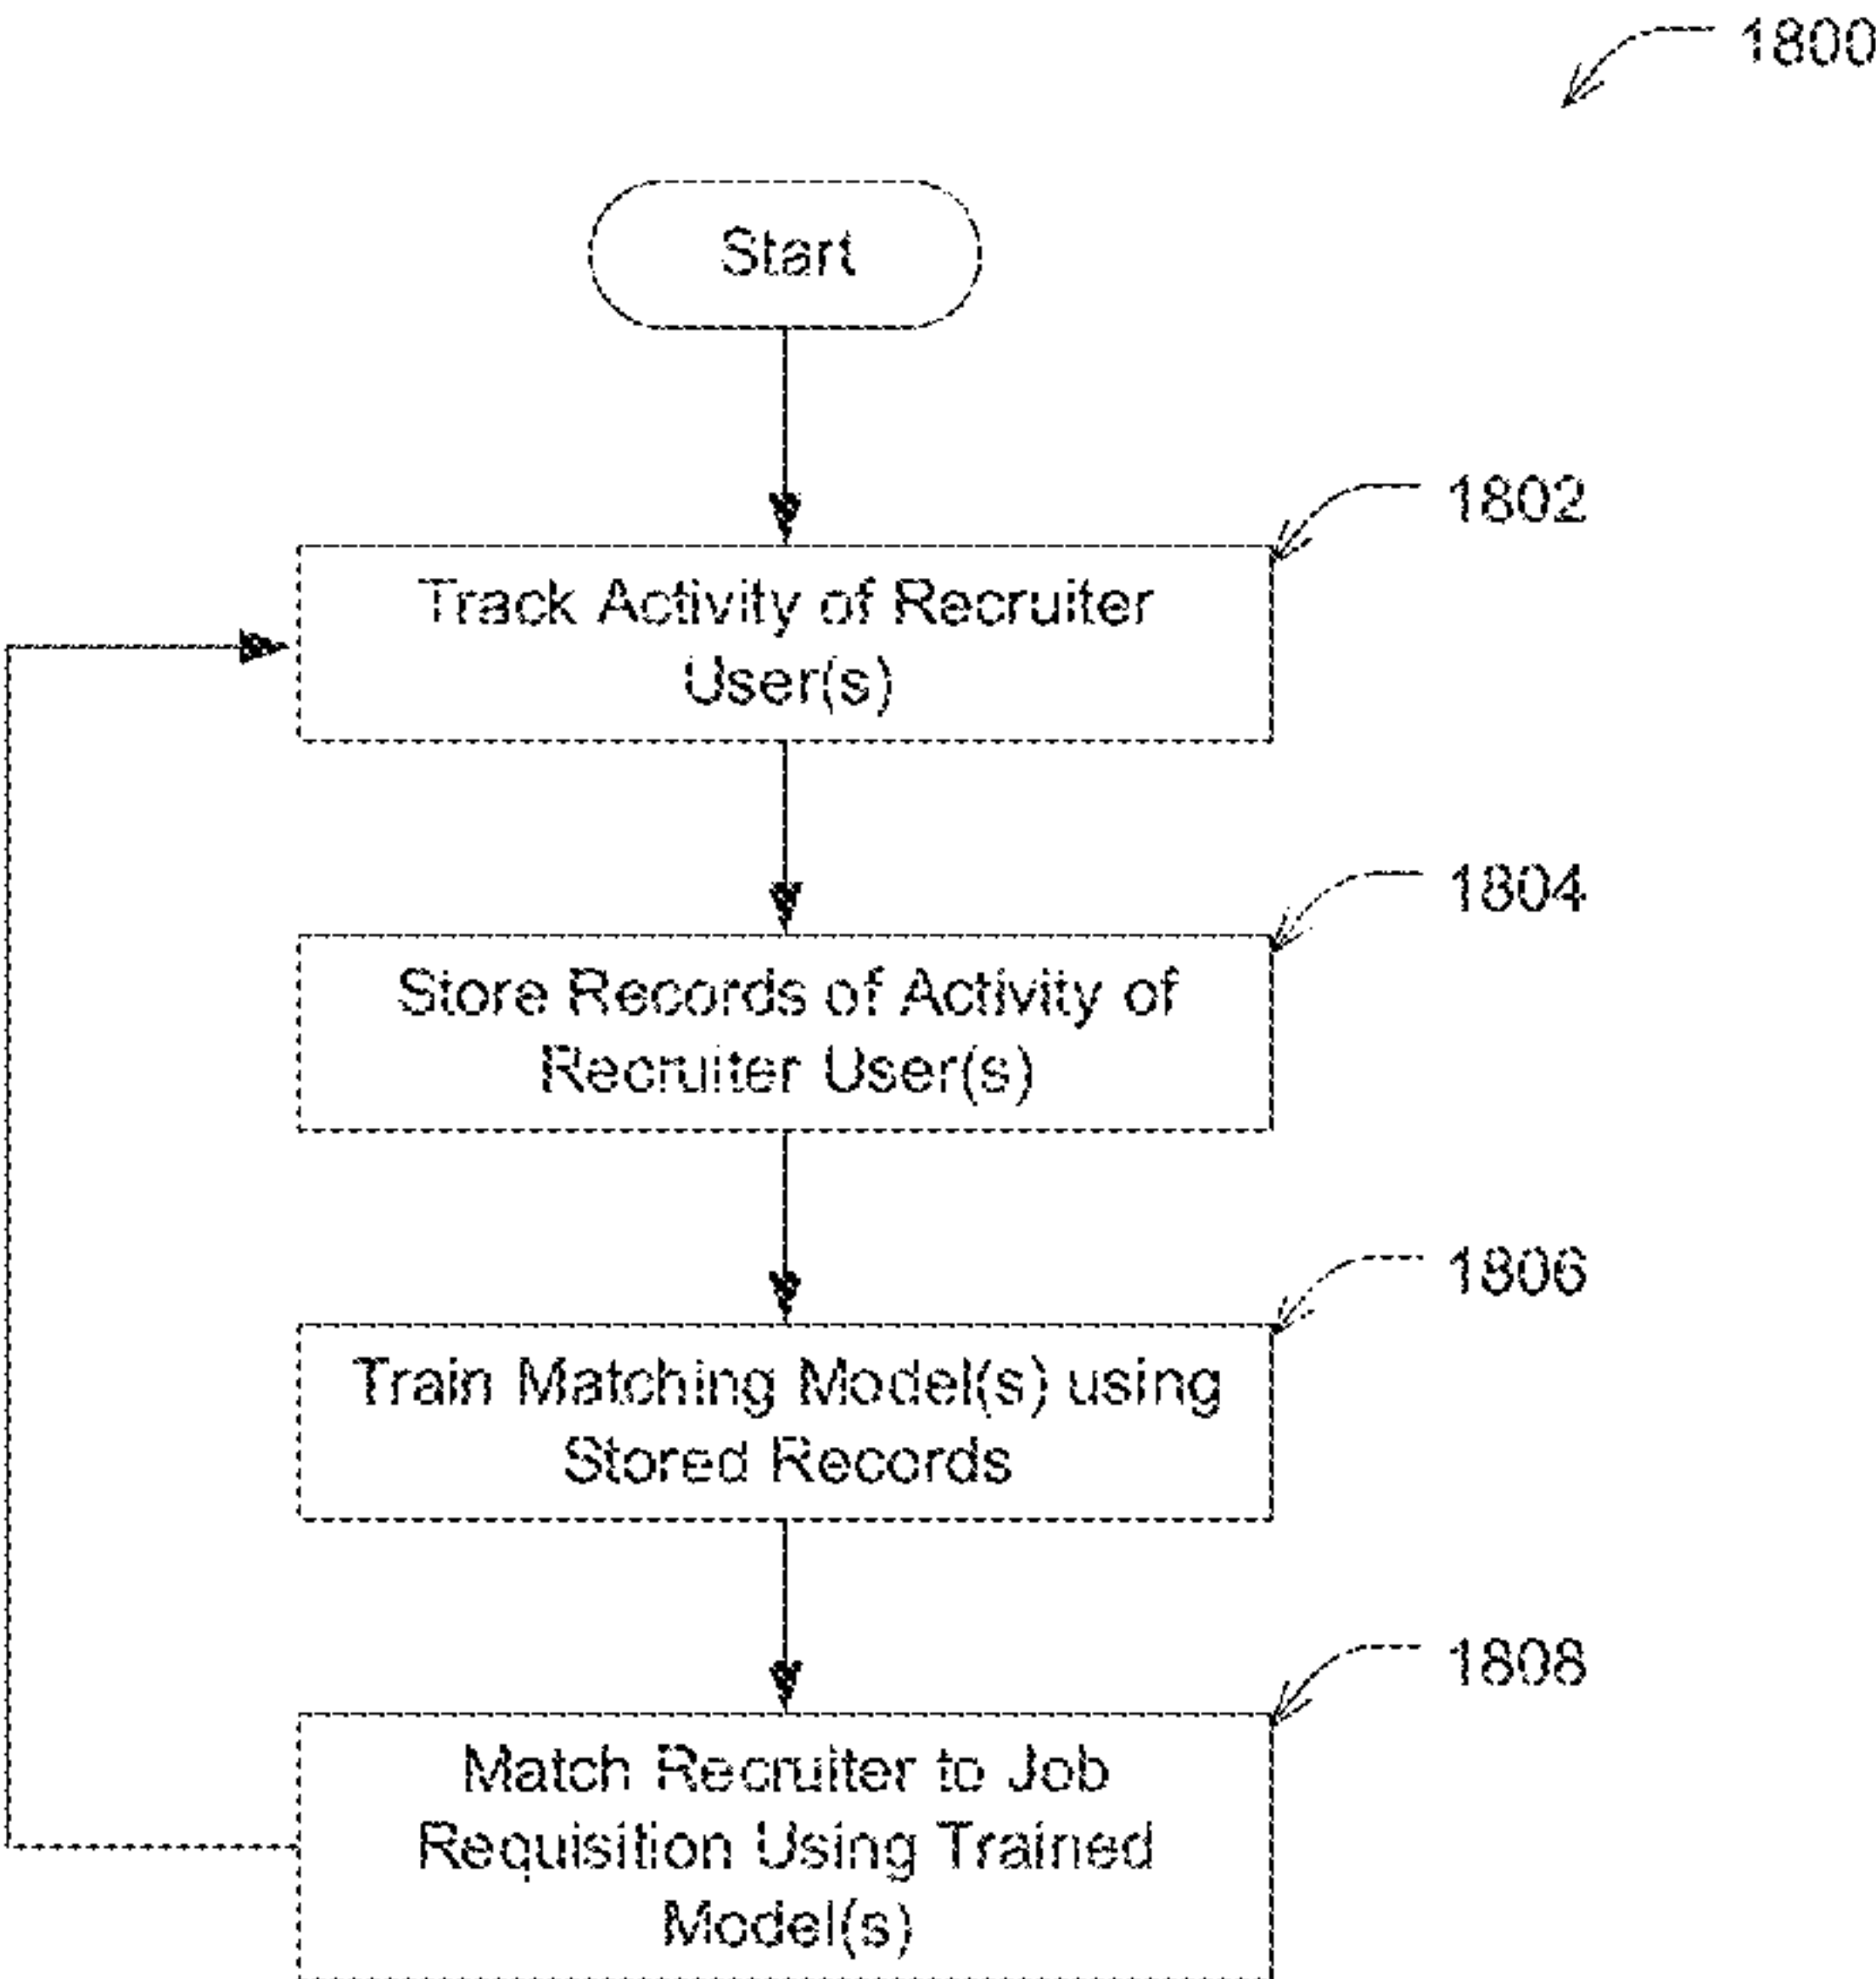 1800
Start
1802
Track Activity of Recruiter
User(s)
1804
Store Records of Activity of
Recruiter User(s)
1806
Train Matching Model(s) using
Stored Records
1808
Match Recruiter to Job
Requisition Using Trained
Model(s)